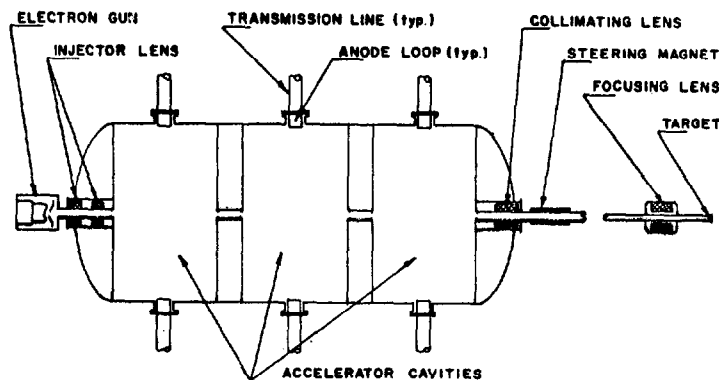 ELECTRON GUN
INJECTOR LENS
TRANSMISSION LINE (typ.)
ANODE LOOP (typ.)
COLLIMATING LENS
STEERING MAGNET
FOCUSING LENS
TARGET
ACCELERATOR CAVITIES